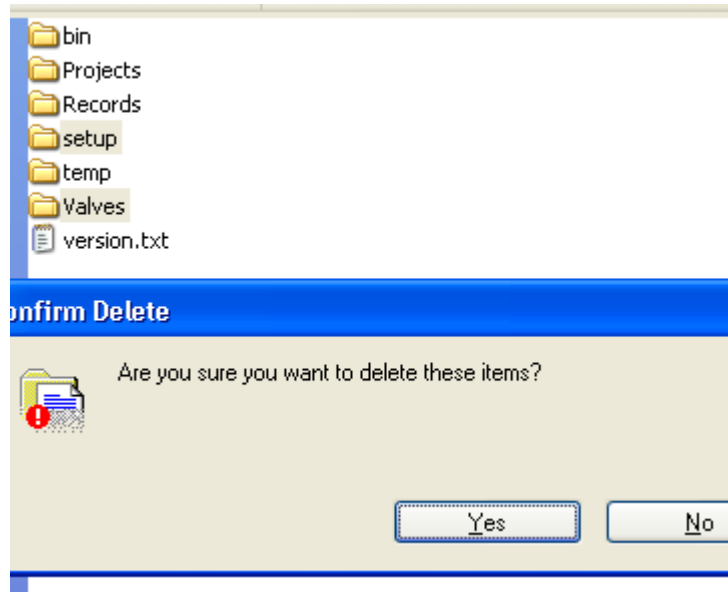 bin
Projects
Records
setup
temp
Valves
version.txt
onfirm Delete
Are you sure you want to delete these items?
Yes
No